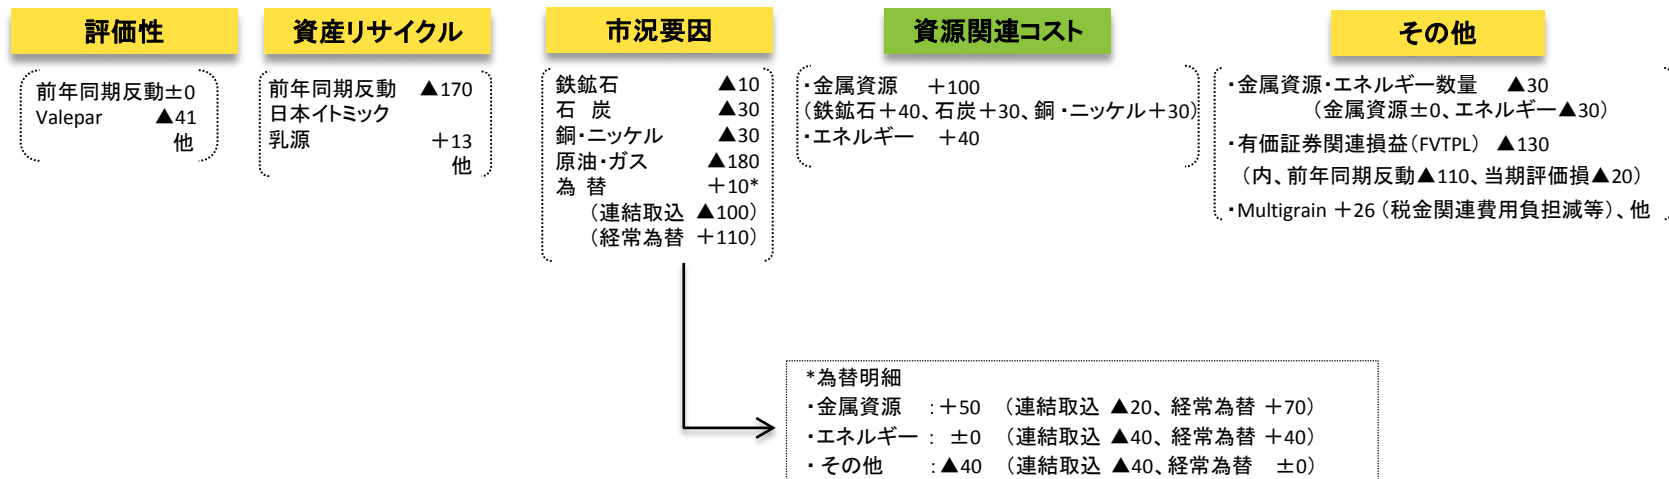 評価性
前年同期反動±0
Valepar ▲41
他
資産リサイクル
前年同期反動 ▲170
日本イトミック
乳源 +13
他
市況要因
鉄鉱石 ▲10
石 炭 ▲30
銅・ニッケル ▲30
原油・ガス ▲180
為 替 +10*
(連結取込 ▲100)
(経常為替 +110)
資源関連コスト
・金属資源 +100
(鉄鉱石+40、石炭+30、銅・ニッケル+30)
・エネルギー +40
その他
・金属資源・エネルギー数量 ▲30
(金属資源±0、エネルギー▲30)
・有価証券関連損益(FVTPL) ▲130
(内、前年同期反動▲110、当期評価損▲20)
・Multigrain +26 (税金関連費用負担減等)、他
*為替明細
・金属資源 :+50 (連結取込 ▲20、経常為替 +70)
・エネルギー: ±0 (連結取込 ▲40、経常為替 +40)
・その他 :▲40 (連結取込 ▲40、経常為替 ±0)